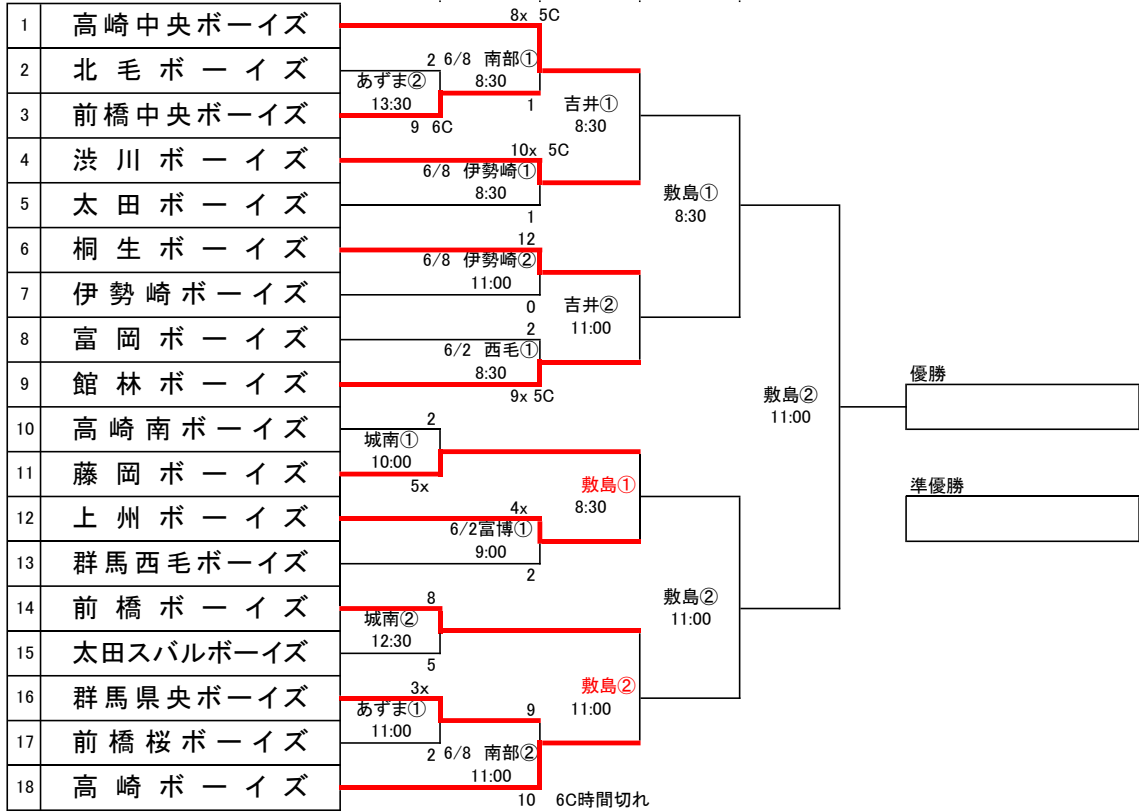 1 高崎中央ボーイズ
2 北毛ボーイズ
3 前橋中央ボーイズ
4 渋川ボーイズ
5 太田ボーイズ
6 桐生ボーイズ
7 伊勢崎ボーイズ
8 富岡ボーイズ
9 館林ボーイズ
10 高崎南ボーイズ
11 藤岡ボーイズ
12 上州ボーイズ
13 群馬西毛ボーイズ
14 前橋ボーイズ
15 太田スバルボーイズ
16 群馬県央ボーイズ
17 前橋桜ボーイズ
18 高崎ボーイズ
2
あずま②
13:30
9 6C
2
城南①
10:00
5x
8
城南②
12:30
5
3x
あずま①
11:00
2
8x 5C
6/8 南部①
8:30
1
10x 5C
6/8 伊勢崎①
8:30
1
12
6/8 伊勢崎②
11:00
0
2
6/2 西毛①
8:30
9x 5C
4x
6/2富博①
9:00
2
9
6/8 南部②
11:00
10 6C時間切れ
吉井①
8:30
吉井②
11:00
敷島①
8:30
敷島②
11:00
敷島①
8:30
敷島②
11:00
敷島②
11:00
優勝
準優勝